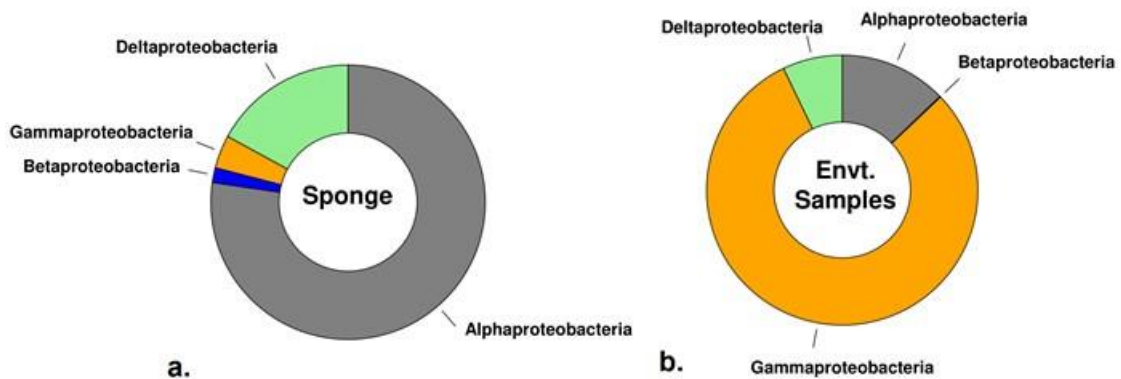 Deltaproteobacteria
Gammaproteobacteria
Betaproteobacteria
Sponge
Alphaproteobacteria
a.
Deltaproteobacteria
Alphaproteobacteria
Betaproteobacteria
Envt.
Samples
Gammaproteobacteria
b.